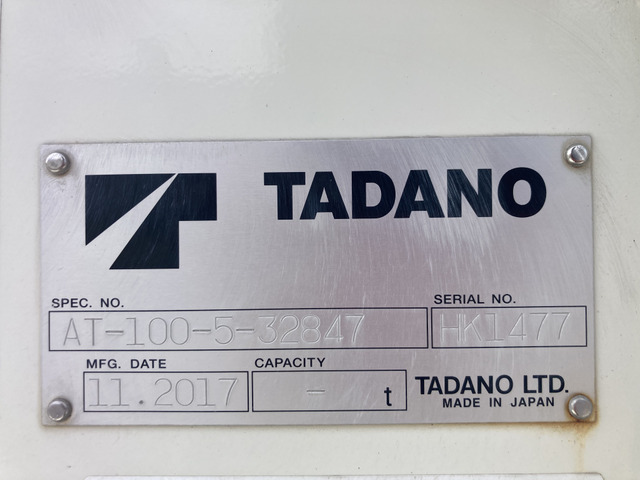 TADANO
SPEC. NO.
AT-100-5-32847
SERIAL NO.
HK1477
MFG. DATE
11.2017
CAPACITY
- t
TADANO LTD.
MADE IN JAPAN